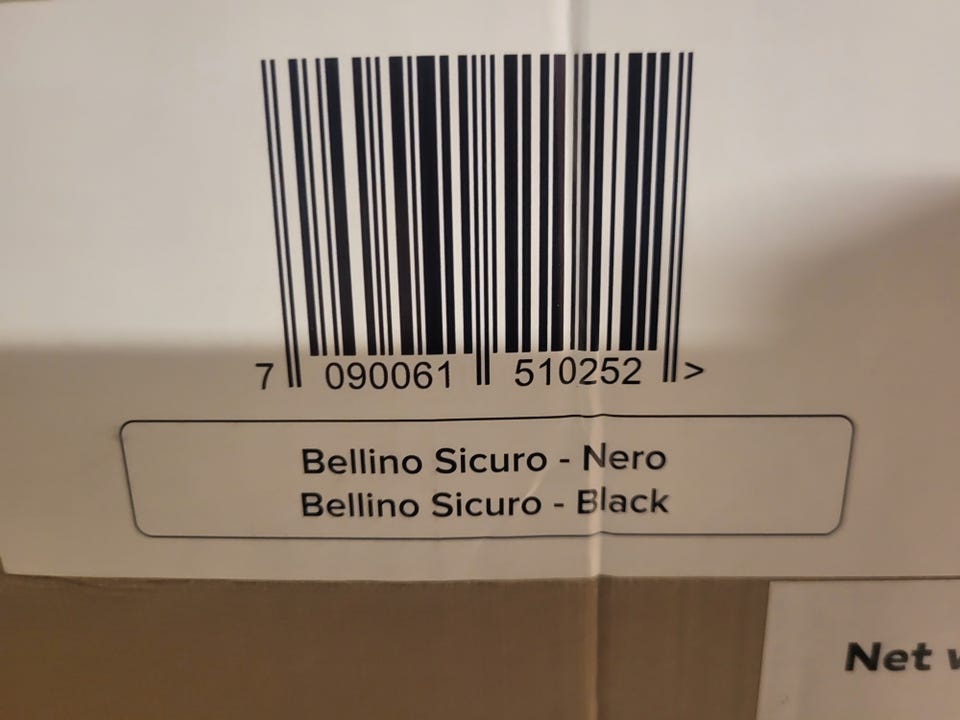 7 090061 510252 >
Bellino Sicuro - Nero
Bellino Sicuro - Black
Net